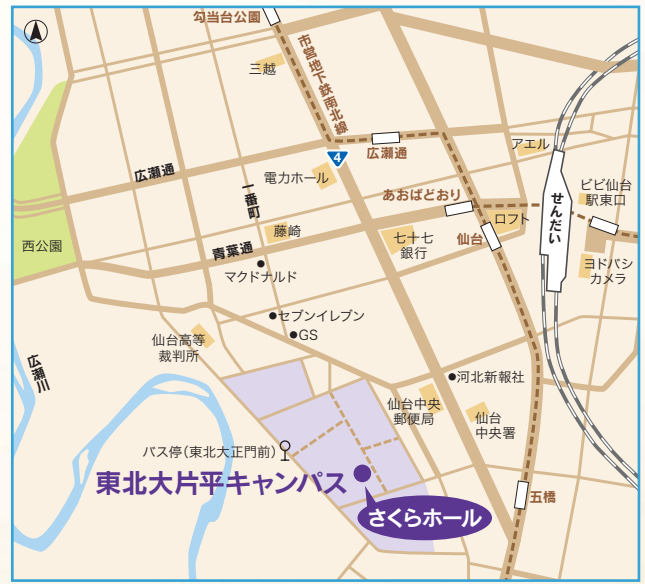 勾当台公園
三越
市営地下鉄南北線
4
広瀬通
アエル
広瀬通
電力ホール
一番町
あおばどおり
せんだい
ビビ仙台
駅東口
ロフト
西公園
青葉通
藤崎
七十七
銀行
仙台
マクドナルド
ヨドバシ
カメラ
セブンイレブン
GS
仙台高等
裁判所
広瀬川
河北新報社
仙台中央
郵便局
仙台
中央署
バス停(東北大正門前)
東北大片平キャンパス
さくらホール
五橋